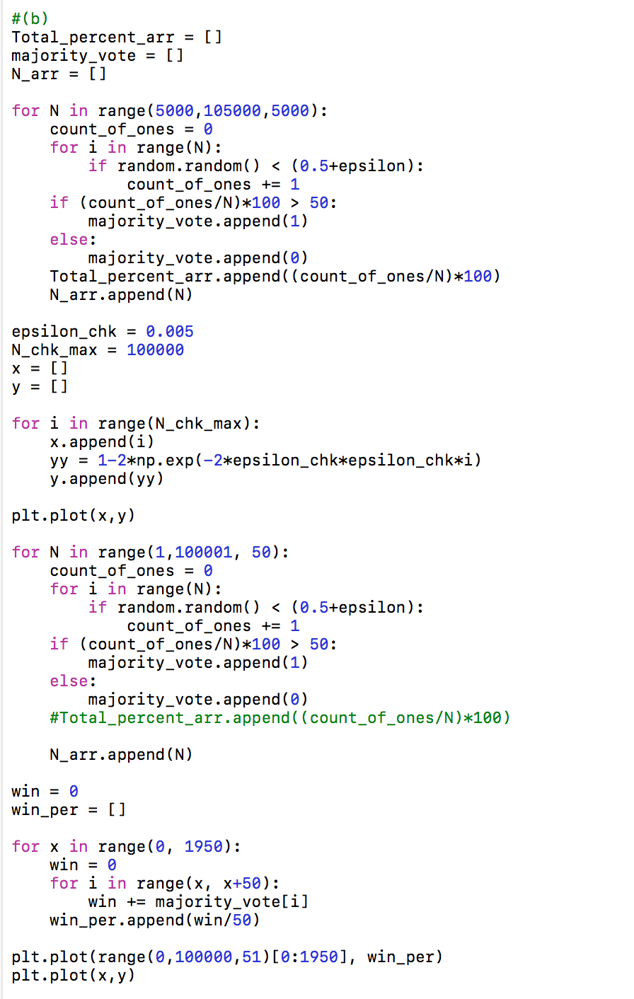 #(b)
Total_percent_arr = []
majority_vote = []
N_arr = []

for N in range(5000,105000,5000):
    count_of_ones = 0
    for i in range(N):
        if random.random() < (0.5+epsilon):
            count_of_ones += 1
    if (count_of_ones/N)*100 > 50:
        majority_vote.append(1)
    else:
        majority_vote.append(0)
    Total_percent_arr.append((count_of_ones/N)*100)
    N_arr.append(N)

epsilon_chk = 0.005
N_chk_max = 100000
x = []
y = []

for i in range(N_chk_max):
    x.append(i)
    yy = 1-2*np.exp(-2*epsilon_chk*epsilon_chk*i)
    y.append(yy)

plt.plot(x,y)

for N in range(1,100001, 50):
    count_of_ones = 0
    for i in range(N):
        if random.random() < (0.5+epsilon):
            count_of_ones += 1
    if (count_of_ones/N)*100 > 50:
        majority_vote.append(1)
    else:
        majority_vote.append(0)
    #Total_percent_arr.append((count_of_ones/N)*100)

    N_arr.append(N)

win = 0
win_per = []

for x in range(0, 1950):
    win = 0
    for i in range(x, x+50):
        win += majority_vote[i]
    win_per.append(win/50)

plt.plot(range(0,100000,51)[0:1950], win_per)
plt.plot(x,y)